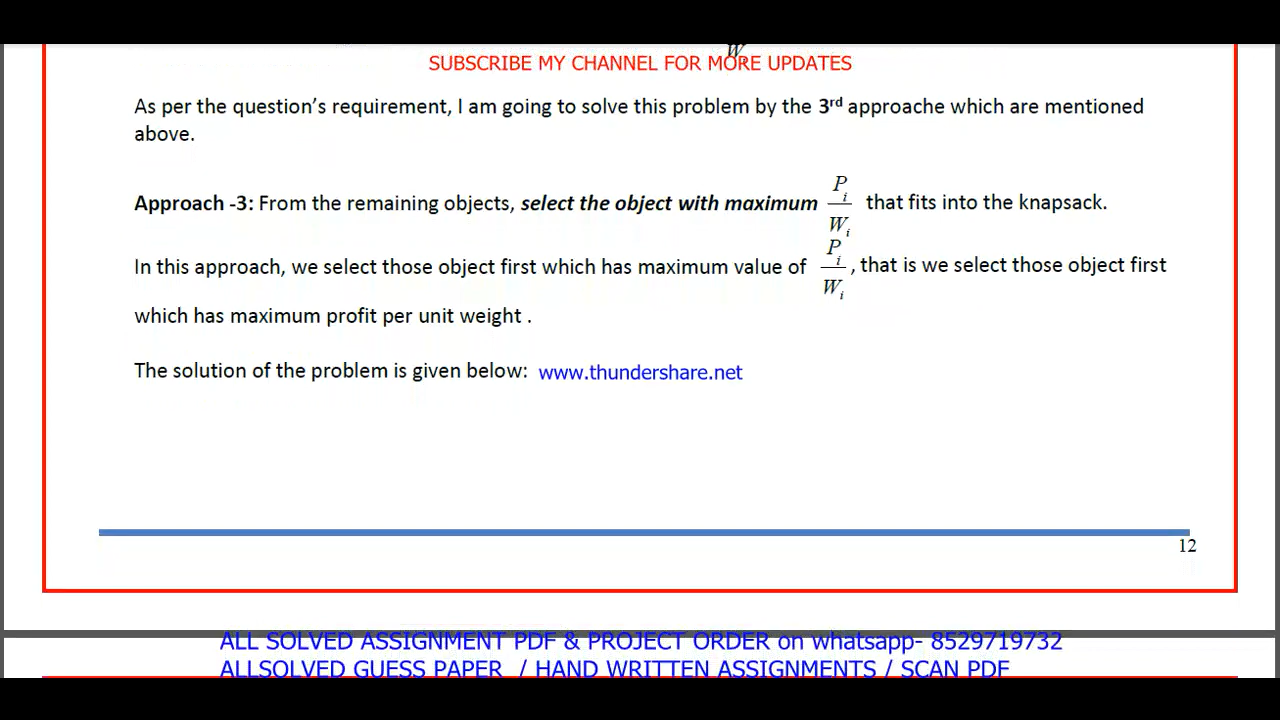 W
SUBSCRIBE MY CHANNEL FOR MORE UPDATES
As per the question’s requirement, I am going to solve this problem by the 3rd approache which are mentioned
above.
Approach -3: From the remaining objects, select the object with maximum P_i/W_i that fits into the knapsack.
In this approach, we select those object first which has maximum value of P_i/W_i, that is we select those object first
which has maximum profit per unit weight .
The solution of the problem is given below: www.thundershare.net
12
ALL SOLVED ASSIGNMENT PDF & PROJECT ORDER on whatsapp- 8529719732
ALLSOLVED GUESS PAPER / HAND WRITTEN ASSIGNMENTS / SCAN PDF